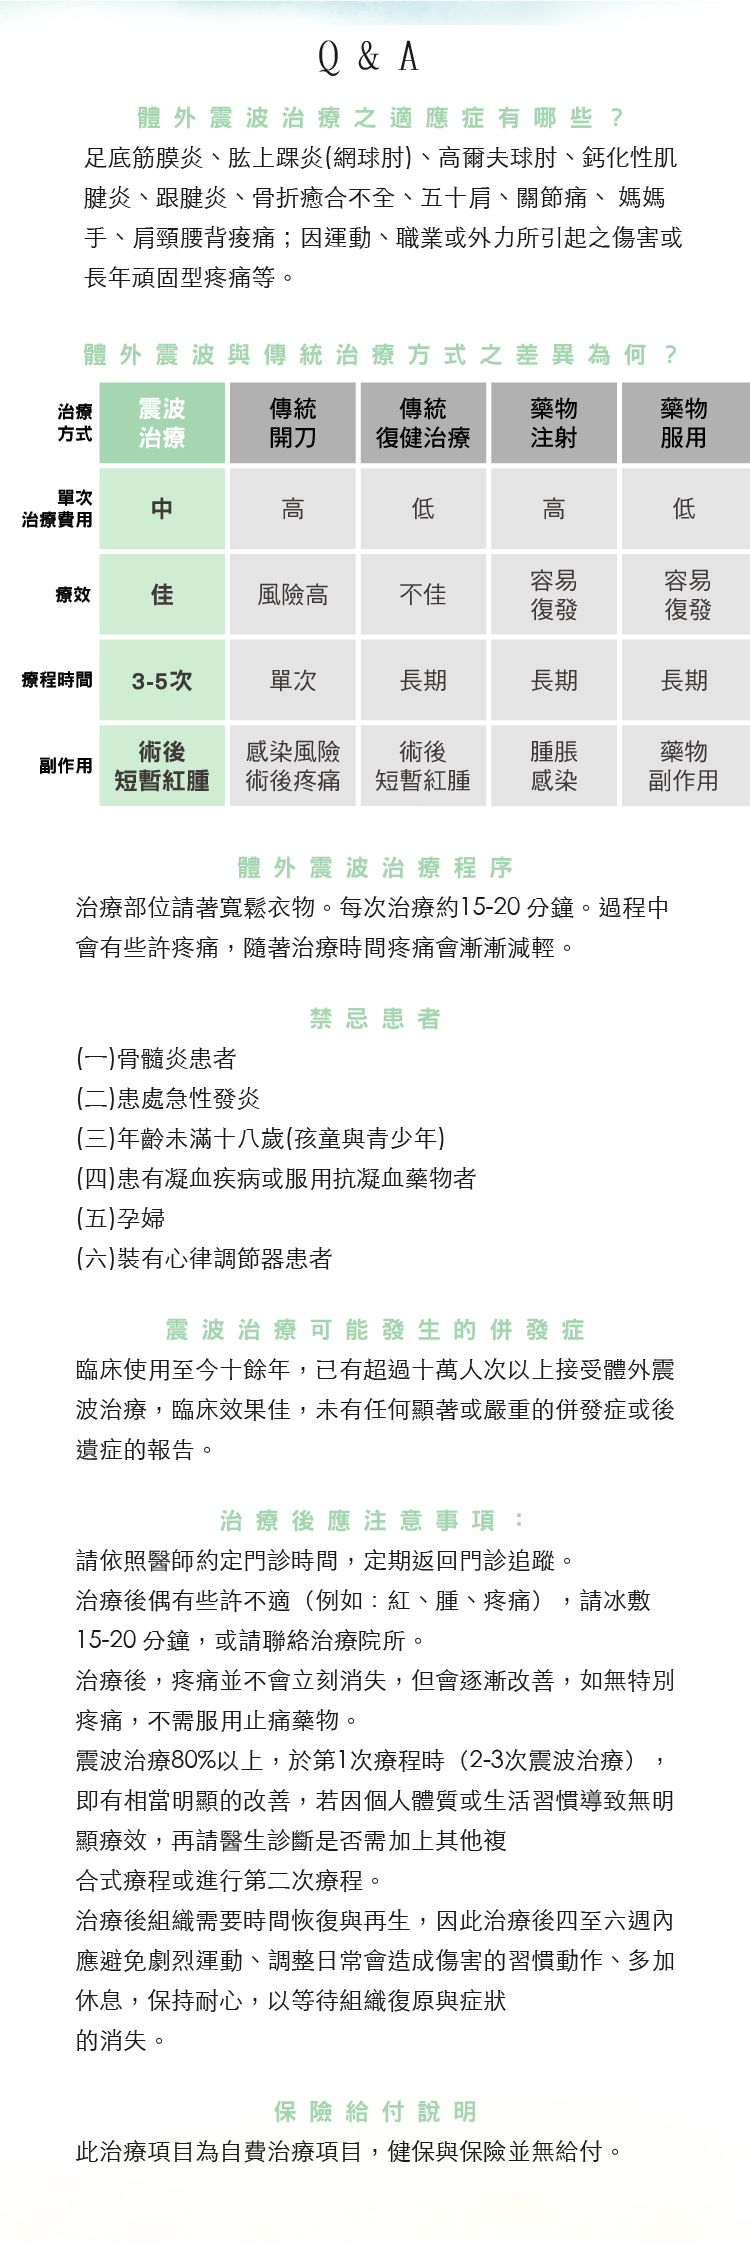 Q & A
體外震波治療之適應症有哪些？
足底筋膜炎、肱上踝炎(網球肘)、高爾夫球肘、鈣化性肌
腱炎、跟腱炎、骨折癒合不全、五十肩、關節痛、 媽媽
手、肩頸腰背痠痛；因運動、職業或外力所引起之傷害或
長年頑固型疼痛等。
體外震波與傳統治療方式之差異為何？
治療
方式
震波
治療
傳統
開刀
傳統
復健治療
藥物
注射
藥物
服用
單次
治療費用
中
高
低
高
低
療效
佳
風險高
不佳
容易
復發
容易
復發
療程時間
3-5次
單次
長期
長期
長期
副作用
術後
短暫紅腫
感染風險
術後疼痛
術後
短暫紅腫
腫脹
感染
藥物
副作用
體外震波治療程序
治療部位請著寬鬆衣物。每次治療約15-20 分鐘。過程中
會有些許疼痛，隨著治療時間疼痛會漸漸減輕。
禁忌患者
(一)骨髓炎患者
(二)患處急性發炎
(三)年齡未滿十八歲(孩童與青少年)
(四)患有凝血疾病或服用抗凝血藥物者
(五)孕婦
(六)裝有心律調節器患者
震波治療可能發生的併發症
臨床使用至今十餘年，已有超過十萬人次以上接受體外震
波治療，臨床效果佳，未有任何顯著或嚴重的併發症或後
遺症的報告。
治療後應注意事項：
請依照醫師約定門診時間，定期返回門診追蹤。
治療後偶有些許不適（例如：紅、腫、疼痛），請冰敷
15-20 分鐘，或請聯絡治療院所。
治療後，疼痛並不會立刻消失，但會逐漸改善，如無特別
疼痛，不需服用止痛藥物。
震波治療80%以上，於第1次療程時（2-3次震波治療），
即有相當明顯的改善，若因個人體質或生活習慣導致無明
顯療效，再請醫生診斷是否需加上其他複
合式療程或進行第二次療程。
治療後組織需要時間恢復與再生，因此治療後四至六週內
應避免劇烈運動、調整日常會造成傷害的習慣動作、多加
休息，保持耐心，以等待組織復原與症狀
的消失。
保險給付說明
此治療項目為自費治療項目，健保與保險並無給付。